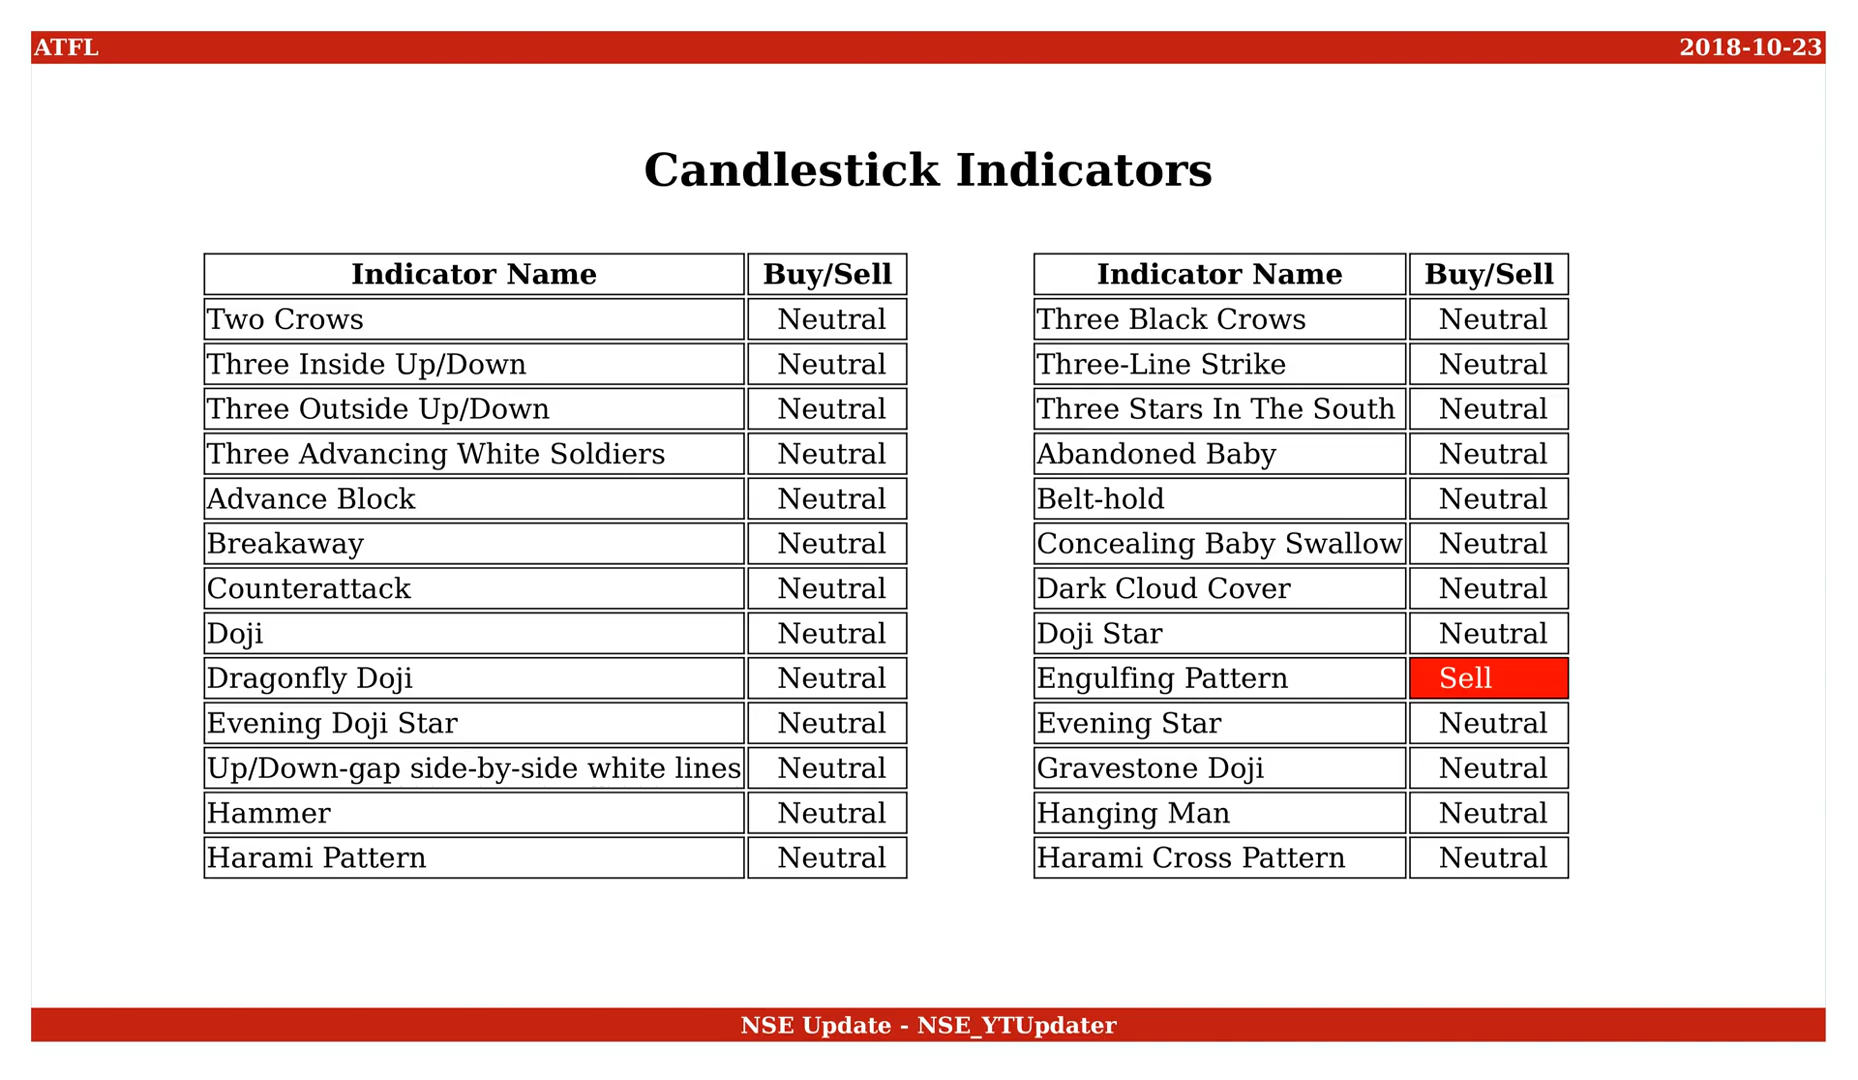 ATFL 2018-10-23
Candlestick Indicators
Indicator Name Buy/Sell
Two Crows Neutral
Three Inside Up/Down Neutral
Three Outside Up/Down Neutral
Three Advancing White Soldiers Neutral
Advance Block Neutral
Breakaway Neutral
Counterattack Neutral
Doji Neutral
Dragonfly Doji Neutral
Evening Doji Star Neutral
Up/Down-gap side-by-side white lines Neutral
Hammer Neutral
Harami Pattern Neutral
Indicator Name Buy/Sell
Three Black Crows Neutral
Three-Line Strike Neutral
Three Stars In The South Neutral
Abandoned Baby Neutral
Belt-hold Neutral
Concealing Baby Swallow Neutral
Dark Cloud Cover Neutral
Doji Star Neutral
Engulfing Pattern Sell
Evening Star Neutral
Gravestone Doji Neutral
Hanging Man Neutral
Harami Cross Pattern Neutral
NSE Update - NSE_YTUpdater